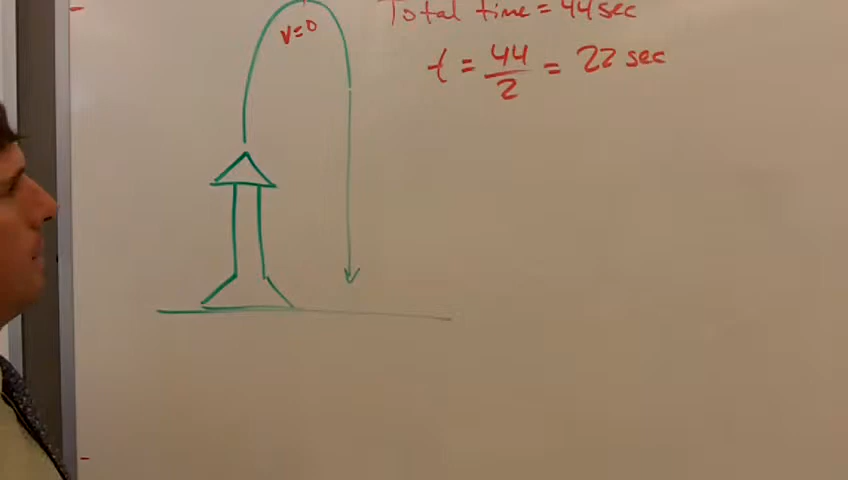 Total time = 44 sec
v=0
t = 44/2 = 22 sec